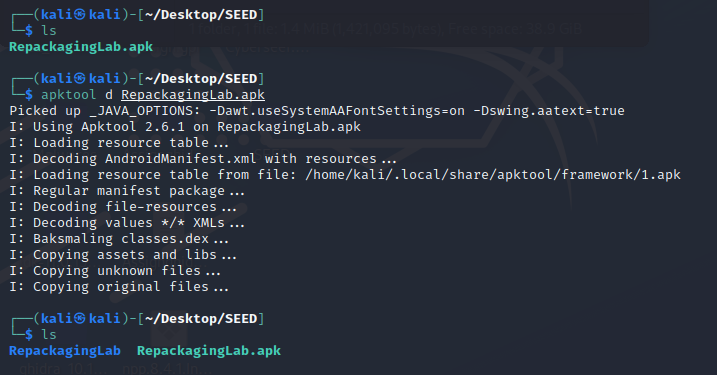 ┌──(kali㉿kali)-[~/Desktop/SEED]
└─$ ls
RepackagingLab.apk
┌──(kali㉿kali)-[~/Desktop/SEED]
└─$ apktool d RepackagingLab.apk
Picked up _JAVA_OPTIONS: -Dawt.useSystemAAFontSettings=on -Dswing.aatext=true
I: Using Apktool 2.6.1 on RepackagingLab.apk
I: Loading resource table...
I: Decoding AndroidManifest.xml with resources...
I: Loading resource table from file: /home/kali/.local/share/apktool/framework/1.apk
I: Regular manifest package...
I: Decoding file-resources...
I: Decoding values */* XMLs...
I: Baksmaling classes.dex...
I: Copying assets and libs...
I: Copying unknown files...
I: Copying original files...
┌──(kali㉿kali)-[~/Desktop/SEED]
└─$ ls
RepackagingLab  RepackagingLab.apk